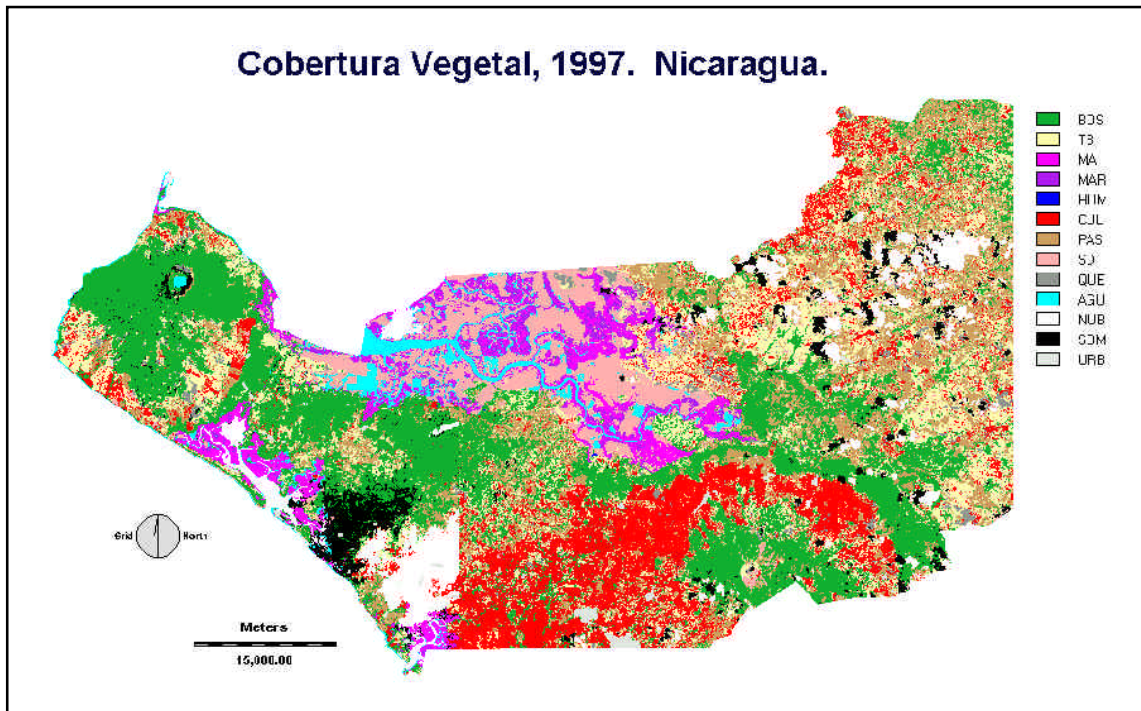 Cobertura Vegetal, 1997. Nicaragua.
BOS
TB
MA
MAR
HUM
CUL
PAS
SD
QUE
AGU
NUB
SOM
URB
Grid North
Meters
15,000.00